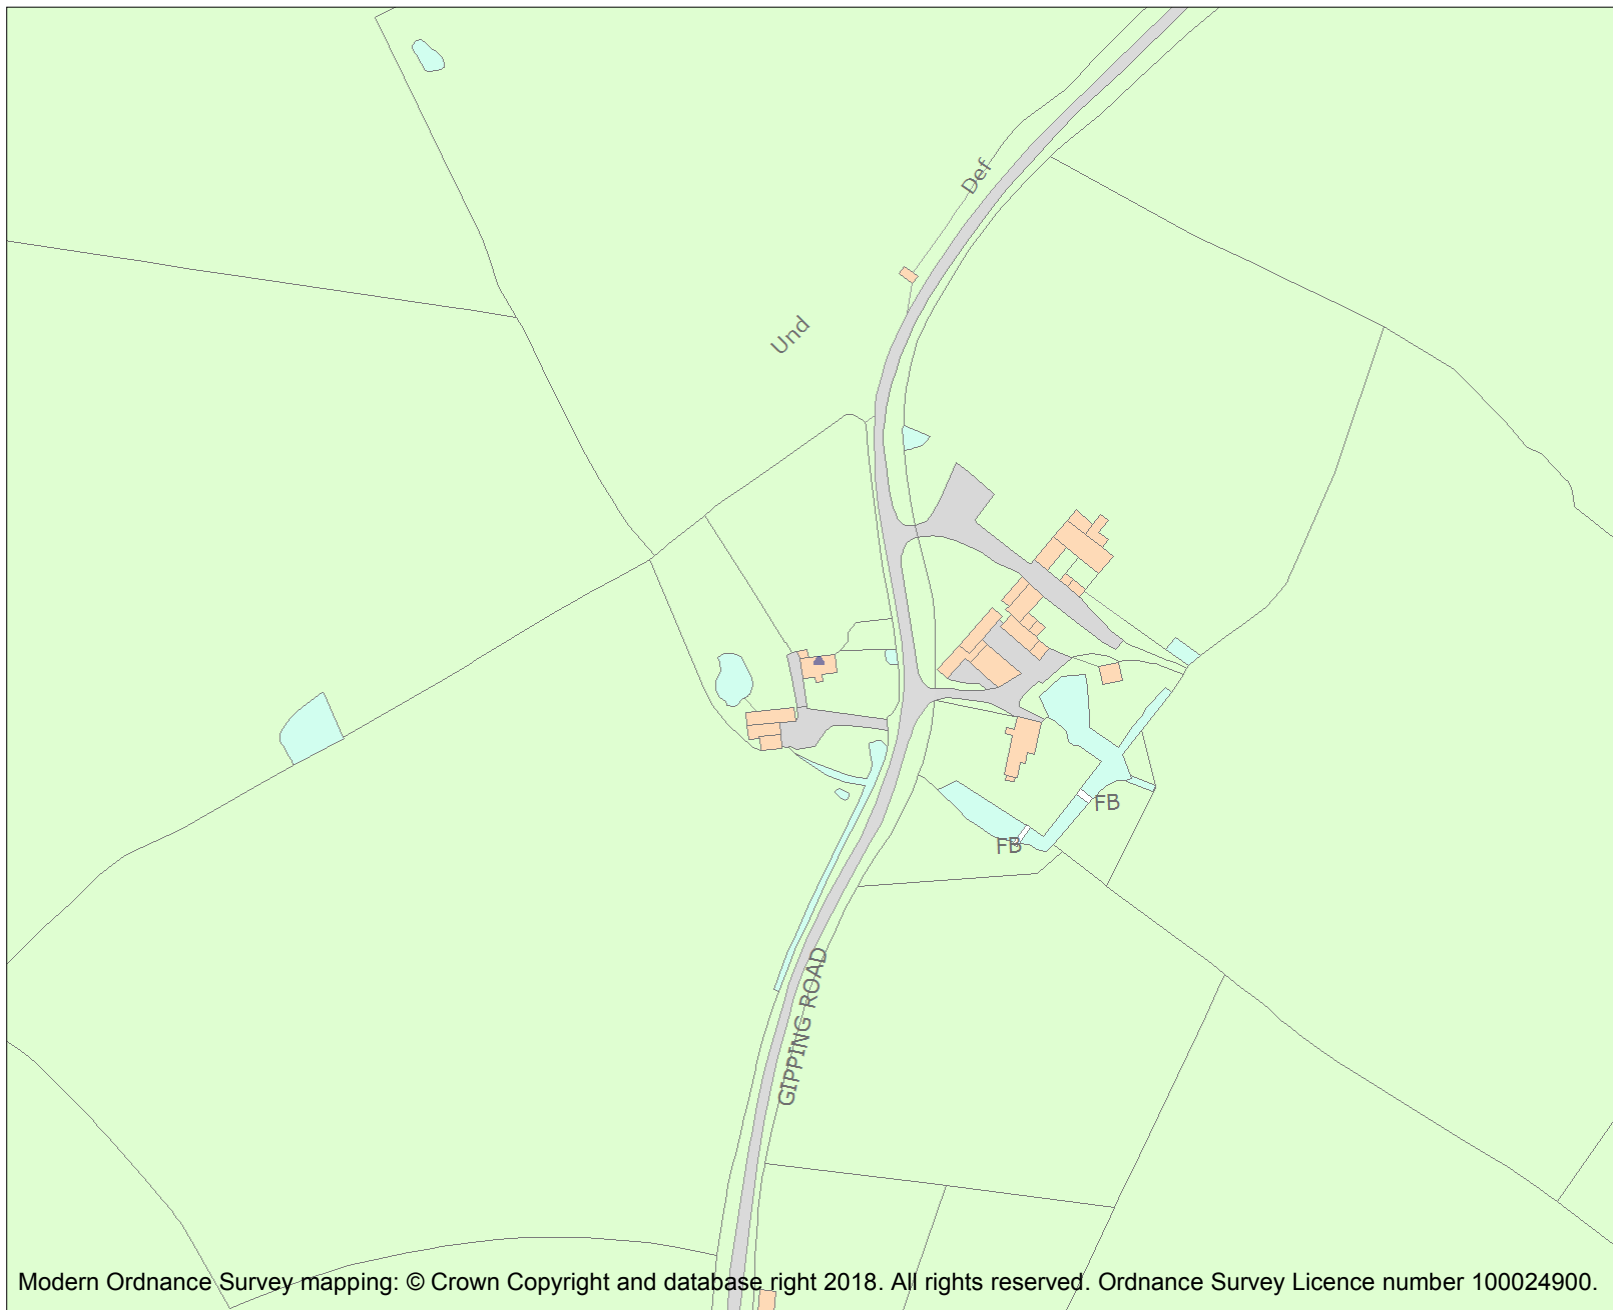 Def
Und
FB
FB
GIPPING ROAD
Modern Ordnance Survey mapping: © Crown Copyright and database right 2018. All rights reserved. Ordnance Survey Licence number 100024900.